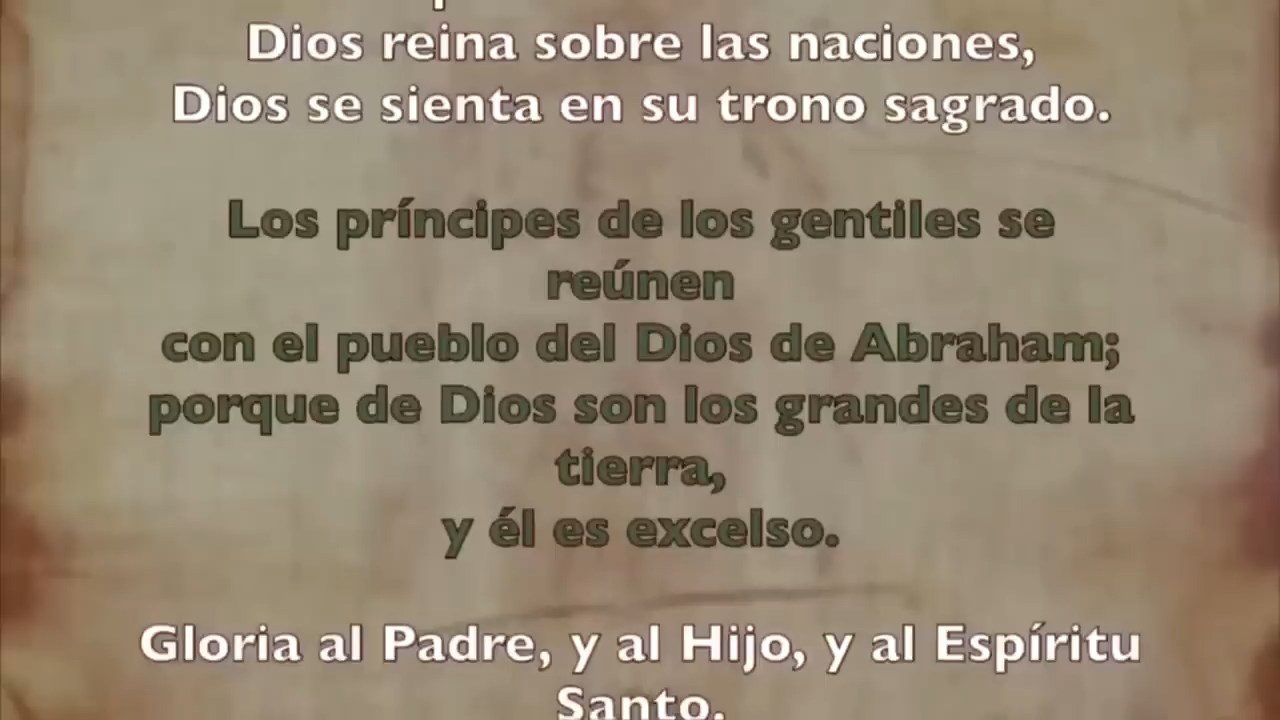 Dios reina sobre las naciones,
Dios se sienta en su trono sagrado.
Los príncipes de los gentiles se
reúnen
con el pueblo del Dios de Abraham;
porque de Dios son los grandes de la
tierra,
y él es excelso.
Gloria al Padre, y al Hijo, y al Espíritu
Santo.